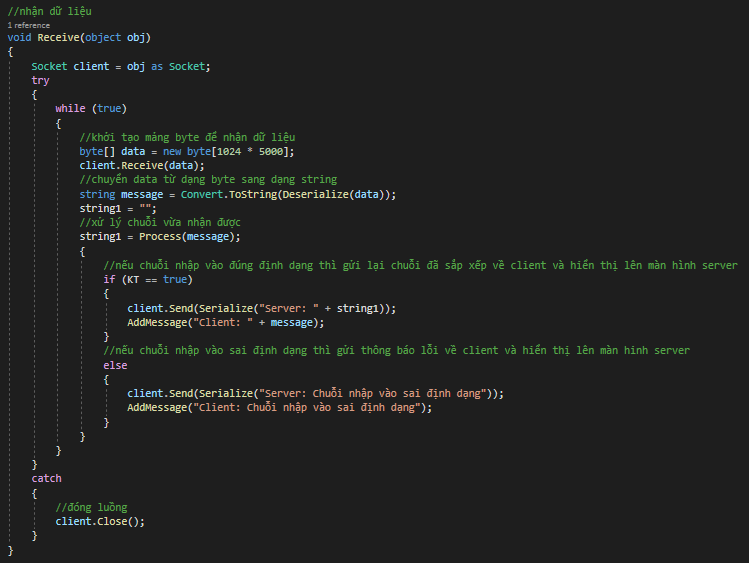 //nhận dữ liệu
1 reference
void Receive(object obj)
{
Socket client = obj as Socket;
try
{
while (true)
{
//khởi tạo mảng byte để nhận dữ liệu
byte[] data = new byte[1024 * 5000];
client.Receive(data);
//chuyển data từ dạng byte sang dạng string
string message = Convert.ToString(Deserialize(data));
string1 = "";
//xử lý chuỗi vừa nhận được
string1 = Process(message);
{
//nếu chuỗi nhập vào đúng định dạng thì gửi lại chuỗi đã sắp xếp về client và hiển thị lên màn hình server
if (KT == true)
{
client.Send(Serialize("Server: " + string1));
AddMessage("Client: " + message);
}
//nếu chuỗi nhập vào sai định dạng thì gửi thông báo lỗi về client và hiển thị lên màn hinh server
else
{
client.Send(Serialize("Server: Chuỗi nhập vào sai định dạng"));
AddMessage("Client: Chuỗi nhập vào sai định dạng");
}
}
}
}
catch
{
//đóng luồng
client.Close();
}
}